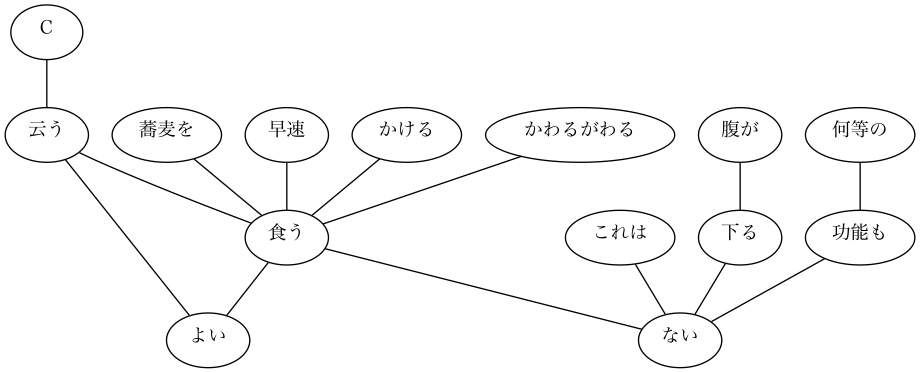 C
云う
蕎麦を
早速
かける
かわるがわる
腹が
何等の
食う
これは
下る
功能も
よい
ない